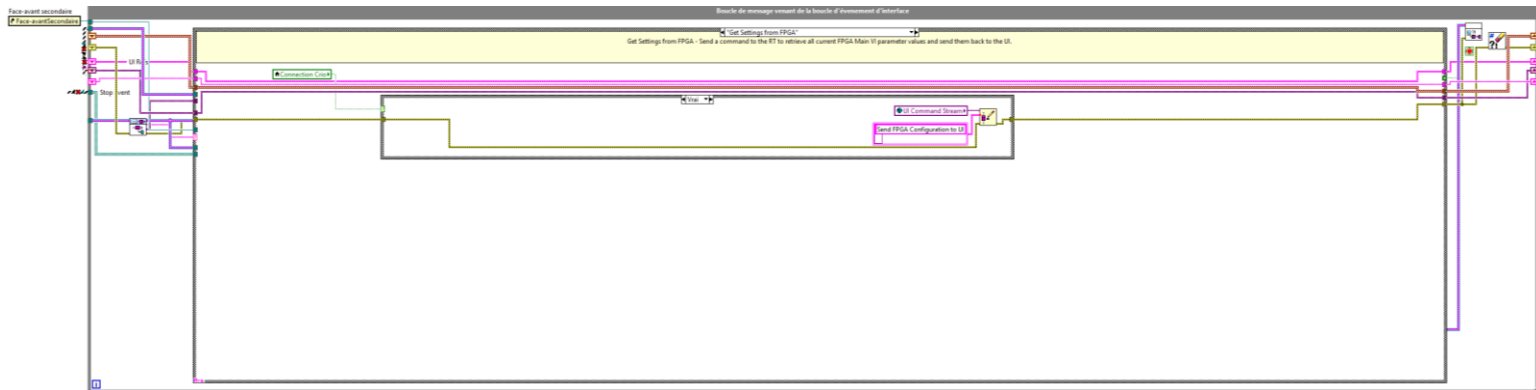 Boucle de message venant de la boucle d'évenement d'interface
Face-avant secondaire
Face-avantSecondaire
"Get Settings from FPGA"
Get Settings from FPGA - Send a command to the RT to retrieve all current FPGA Main VI parameter values and send them back to the UI.
UI
Connection Crio
Stop
Vrai
UI Command Stream
Send FPGA Configuration to UI
i